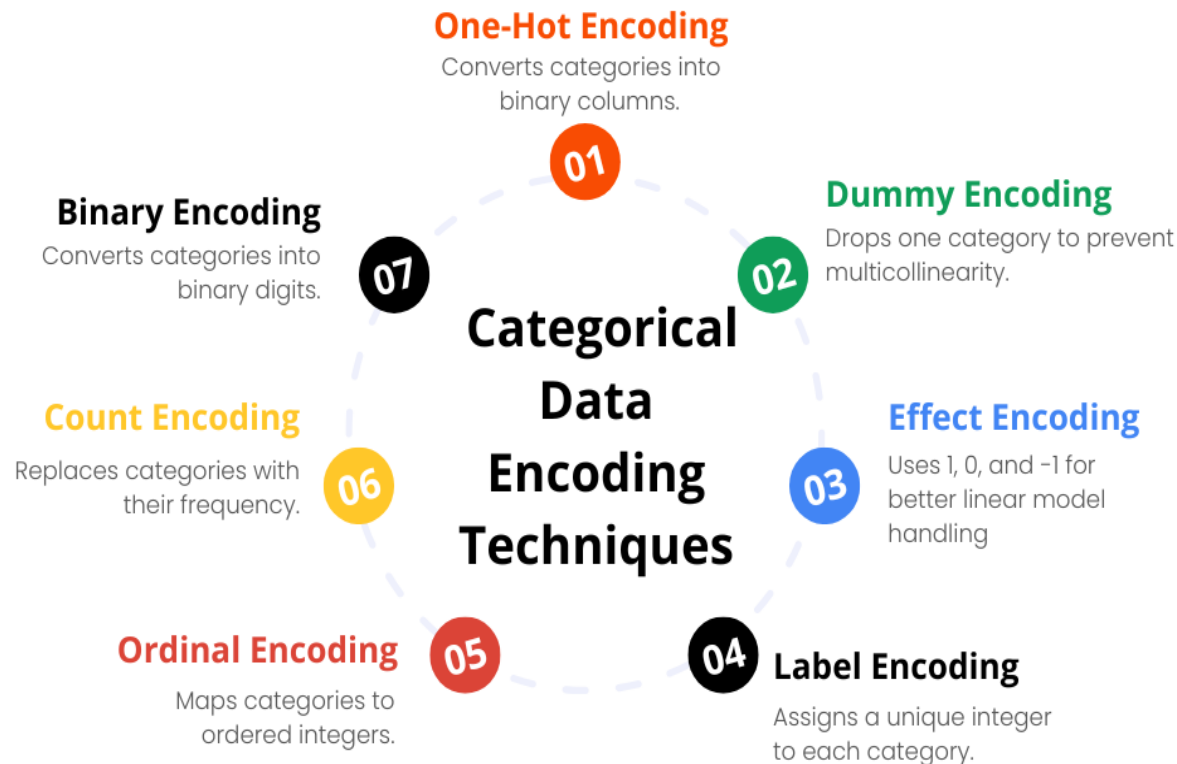 One-Hot Encoding
Converts categories into
binary columns.
01
Dummy Encoding
Drops one category to prevent
multicollinearity.
02
Effect Encoding
Uses 1, 0, and -1 for
better linear model
handling
03
Label Encoding
Assigns a unique integer
to each category.
04
Ordinal Encoding
Maps categories to
ordered integers.
05
Count Encoding
Replaces categories with
their frequency.
06
Binary Encoding
Converts categories into
binary digits.
07
Categorical
Data
Encoding
Techniques